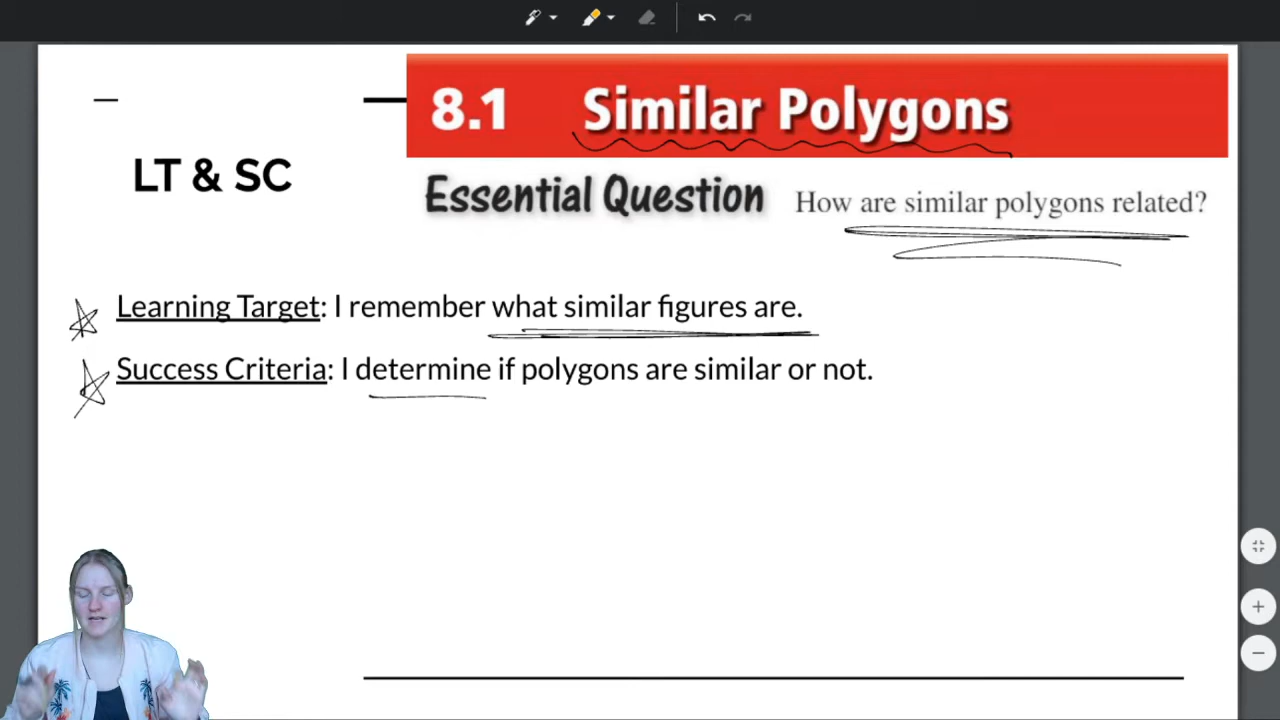 8.1 Similar Polygons
LT & SC
Essential Question How are similar polygons related?
Learning Target: I remember what similar figures are.
Success Criteria: I determine if polygons are similar or not.